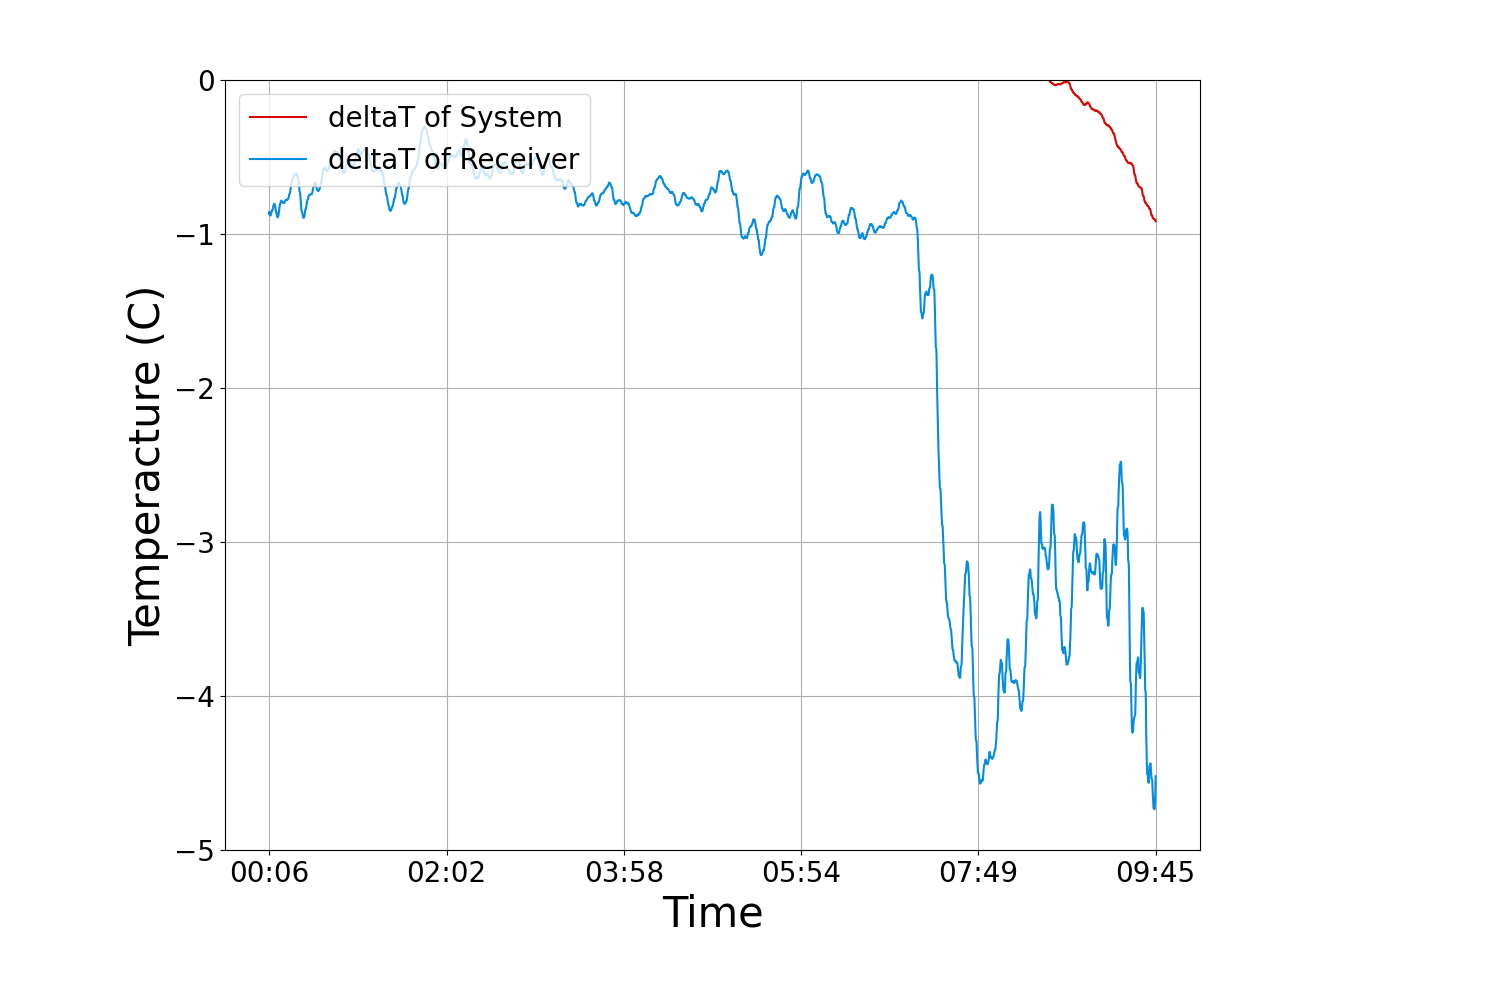 deltaT of System
deltaT of Receiver
0
−1
−2
−3
−4
−5
Temperacture (C)
00:06 02:02 03:58 05:54 07:49 09:45
Time